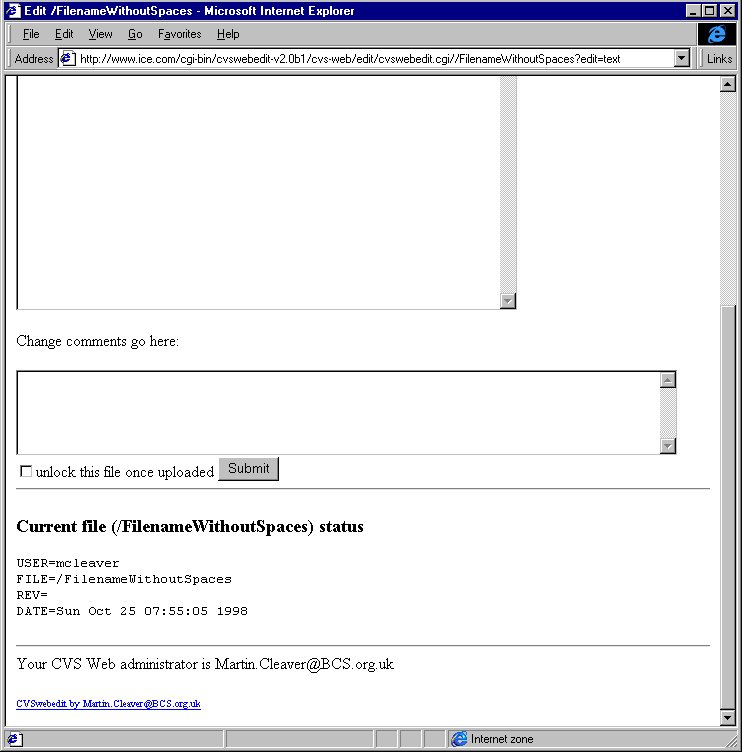 Edit /FilenameWithoutSpaces - Microsoft Internet Explorer
File Edit View Go Favorites Help
Address http://www.ice.com/cgi-bin/cvswebedit-v2.0b1/cvs-web/edit/cvswebedit.cgi//FilenameWithoutSpaces?edit=text Links
Change comments go here:
unlock this file once uploaded Submit
Current file (/FilenameWithoutSpaces) status
USER=mcleaver
FILE=/FilenameWithoutSpaces
REV=
DATE=Sun Oct 25 07:55:05 1998
Your CVS Web administrator is Martin.Cleaver@BCS.org.uk
CVSwebedit by Martin.Cleaver@BCS.org.uk
Internet zone